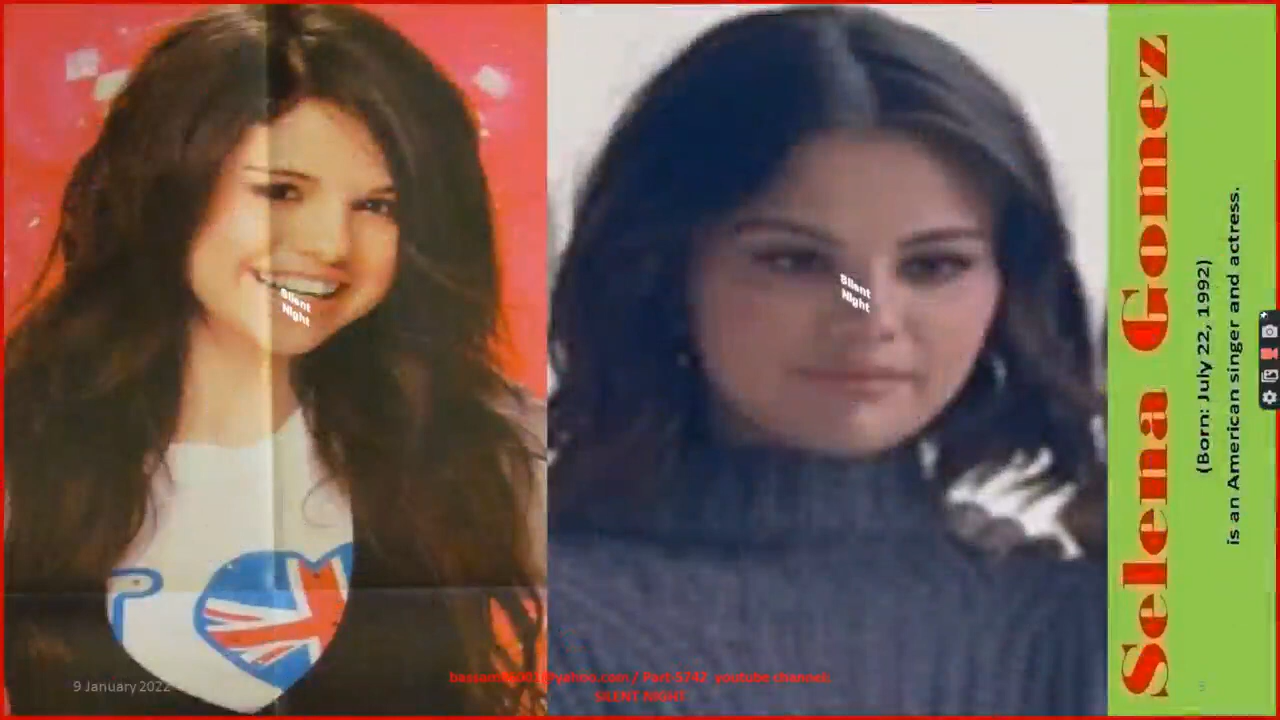 Silent
Night
Silent
Night
Selena Gomez
(Born: July 22, 1992)
is an American singer and actress.
9 January 2022
/ Part-5742 youtube channel:
SILENT NIGHT